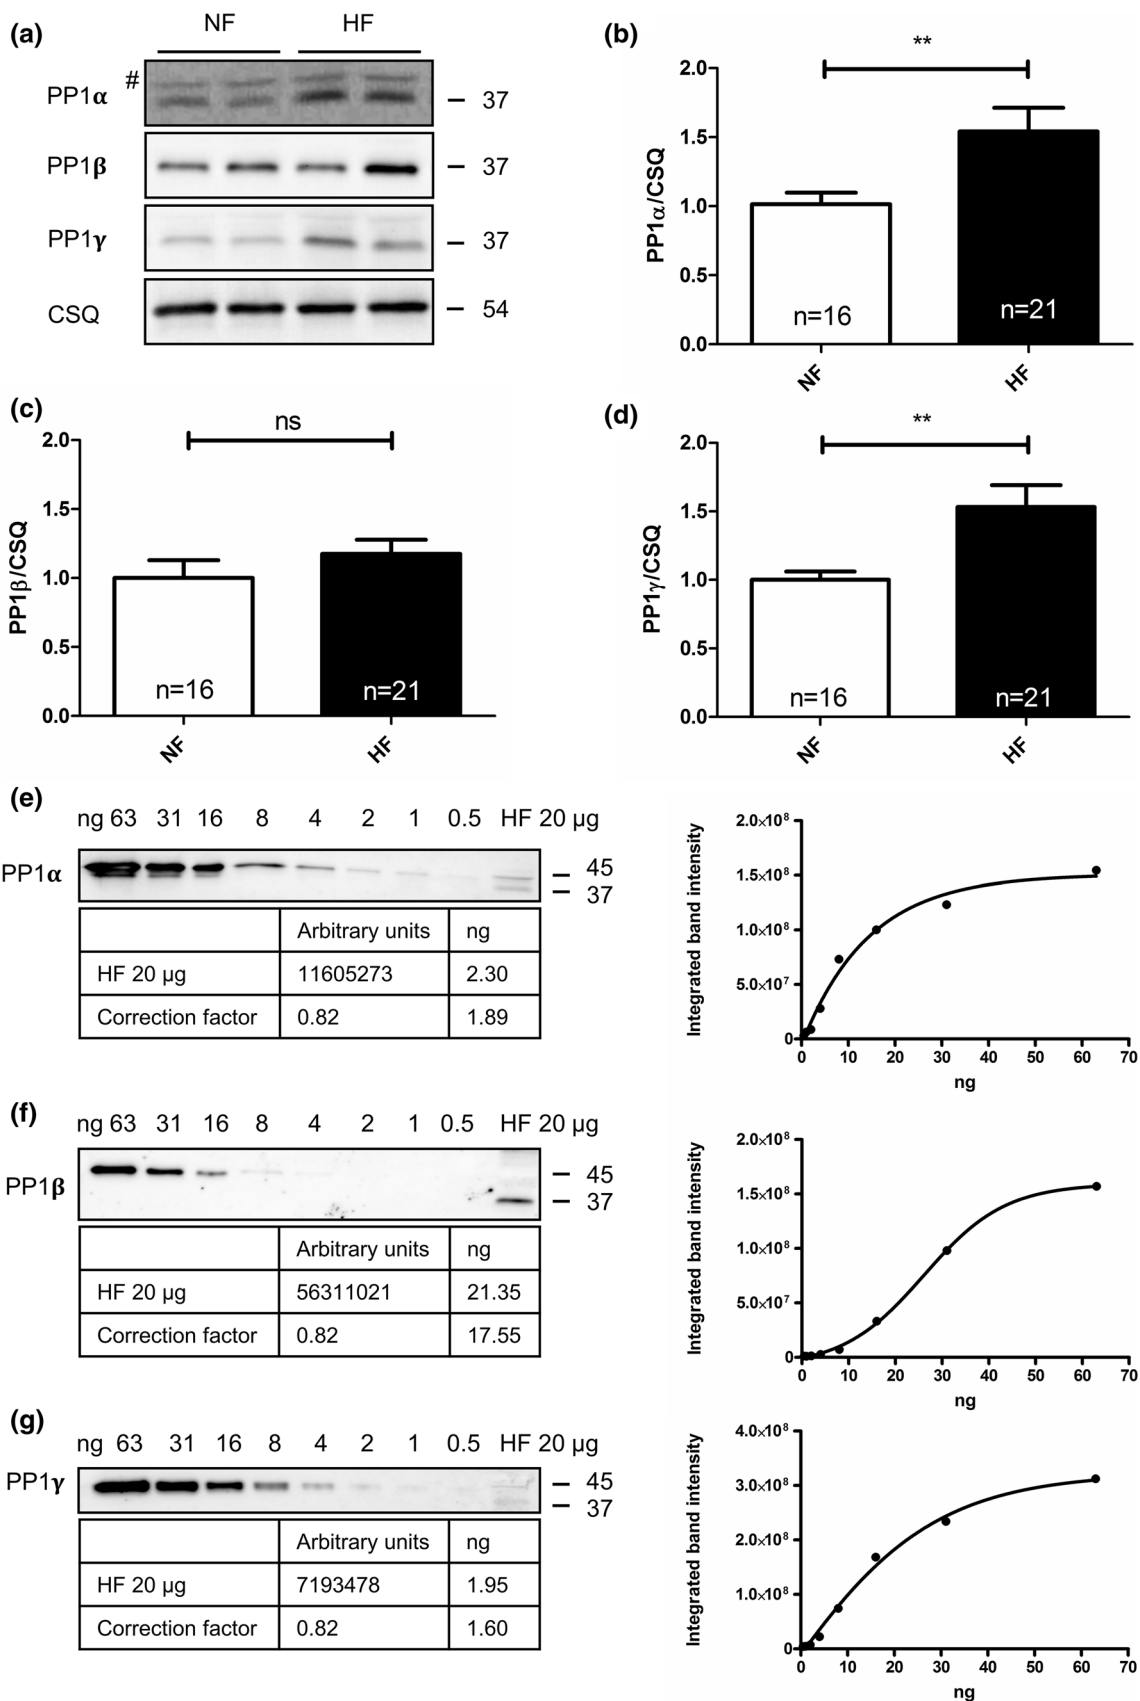 (a)
NF HF
#
PP1α 37
PP1β 37
PP1γ 37
CSQ 54
(b)
**
PP1α/CSQ
2.0
1.5
1.0
0.5
0.0
n=16 n=21
NF HF
(c)
ns
PP1β/CSQ
2.0
1.5
1.0
0.5
0.0
n=16 n=21
NF HF
(d)
**
PP1γ/CSQ
2.0
1.5
1.0
0.5
0.0
n=16 n=21
NF HF
(e)
ng 63 31 16 8 4 2 1 0.5 HF 20 µg
PP1α
45
37
Arbitrary units ng
HF 20 µg 11605273 2.30
Correction factor 0.82 1.89
Integrated band intensity
2.0×10⁸
1.5×10⁸
1.0×10⁸
5.0×10⁷
0
0 10 20 30 40 50 60 70
ng
(f)
ng 63 31 16 8 4 2 1 0.5 HF 20 µg
PP1β
45
37
Arbitrary units ng
HF 20 µg 56311021 21.35
Correction factor 0.82 17.55
Integrated band intensity
2.0×10⁸
1.5×10⁸
1.0×10⁸
5.0×10⁷
0
0 10 20 30 40 50 60 70
ng
(g)
ng 63 31 16 8 4 2 1 0.5 HF 20 µg
PP1γ
45
37
Arbitrary units ng
HF 20 µg 7193478 1.95
Correction factor 0.82 1.60
Integrated band intensity
4.0×10⁸
3.0×10⁸
2.0×10⁸
1.0×10⁸
0
0 10 20 30 40 50 60 70
ng